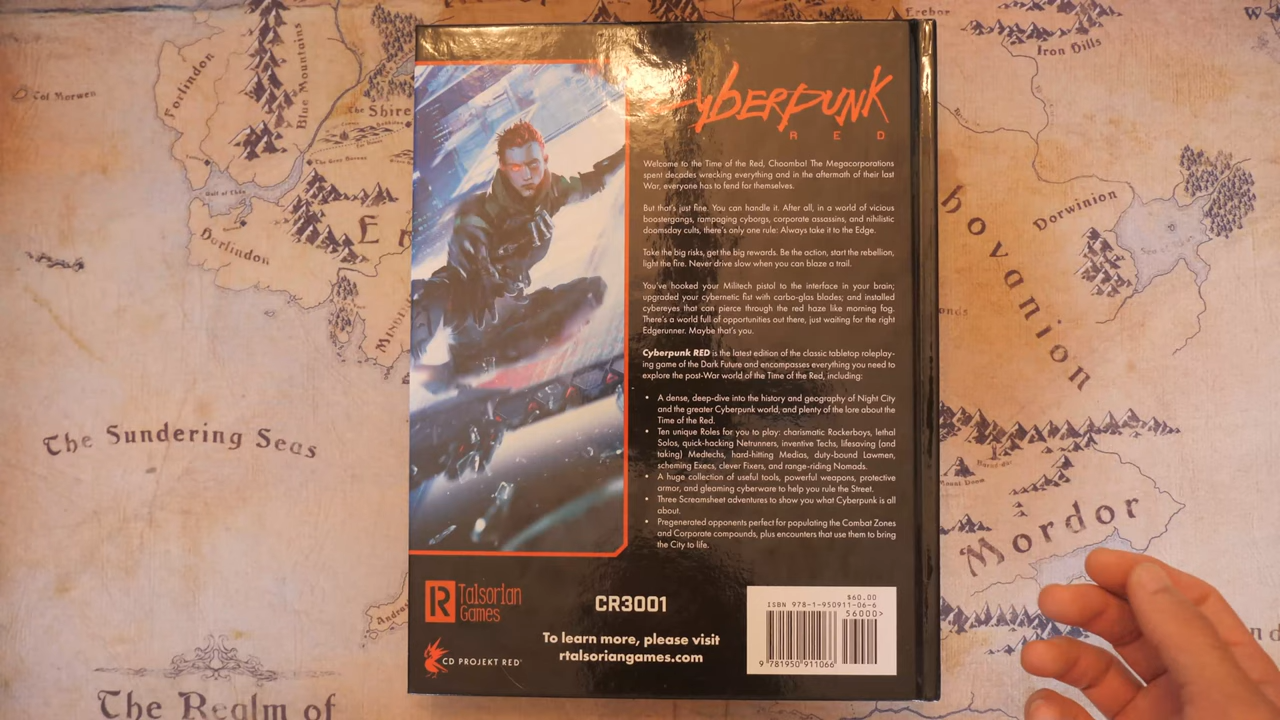 Erebor
Iron Hills
Col Morwen
Forlindon
Blue Mountains
The Shire
Dorlindon
The Sundering Seas
The Realm of
Dorwinion
hovanion
Mount Doom
Mordor
CYBERPUNK
RED
Welcome to the Time of the Red, Choomba! The Megacorporations
spent decades wrecking everything and in the aftermath of their last
War, everyone has to fend for themselves.
But that's just fine. You can handle it. After all, in a world of vicious
boostergangs, rampaging cyborgs, corporate assassins, and nihilistic
doomsday cults, there's only one rule: Always take it to the Edge.
Take the big risks, get the big rewards. Be the action, start the rebellion,
light the fire. Never drive slow when you can blaze a trail.
You've hooked your Militech pistol to the interface in your brain;
upgraded your cybernetic fist with carbo-glas blades; and installed
cybereyes that can pierce through the red haze like morning fog.
There's a world full of opportunities out there, just waiting for the right
Edgerunner. Maybe that's you.
Cyberpunk RED is the latest edition of the classic tabletop roleplay-
ing game of the Dark Future and encompasses everything you need to
explore the post-War world of the Time of the Red, including:
• A dense, deep-dive into the history and geography of Night City
and the greater Cyberpunk world, and plenty of the lore about the
Time of the Red.
• Ten unique Roles for you to play: charismatic Rockerboys, lethal
Solos, quick-hacking Netrunners, inventive Techs, lifesaving (and
taking) Medtechs, hard-hitting Medias, duty-bound Lawmen,
scheming Execs, clever Fixers, and range-riding Nomads.
• A huge collection of useful tools, powerful weapons, protective
armor, and gleaming cyberware to help you rule the Street.
• Three Screamsheet adventures to show you what Cyberpunk is all
about.
• Pregenerated opponents perfect for populating the Combat Zones
and Corporate compounds, plus encounters that use them to bring
the City to life.
R Talsorian
Games
CD PROJEKT RED
CR3001
To learn more, please visit
rtalsoriangames.com
$60.00
ISBN 978-1-950911-06-6
56000>
9 781950 911066